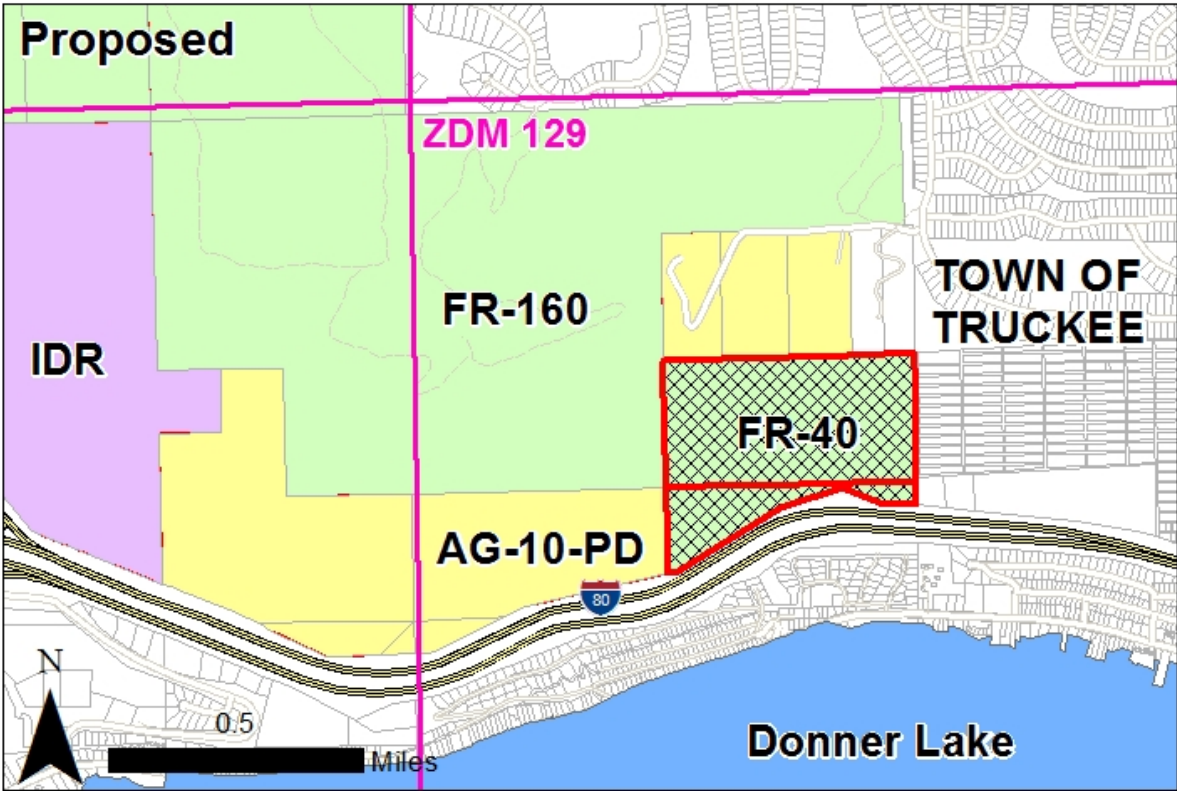 Proposed
ZDM 129
TOWN OF
TRUCKEE
FR-160
IDR
FR-40
AG-10-PD
80
N
0.5
Miles
Donner Lake